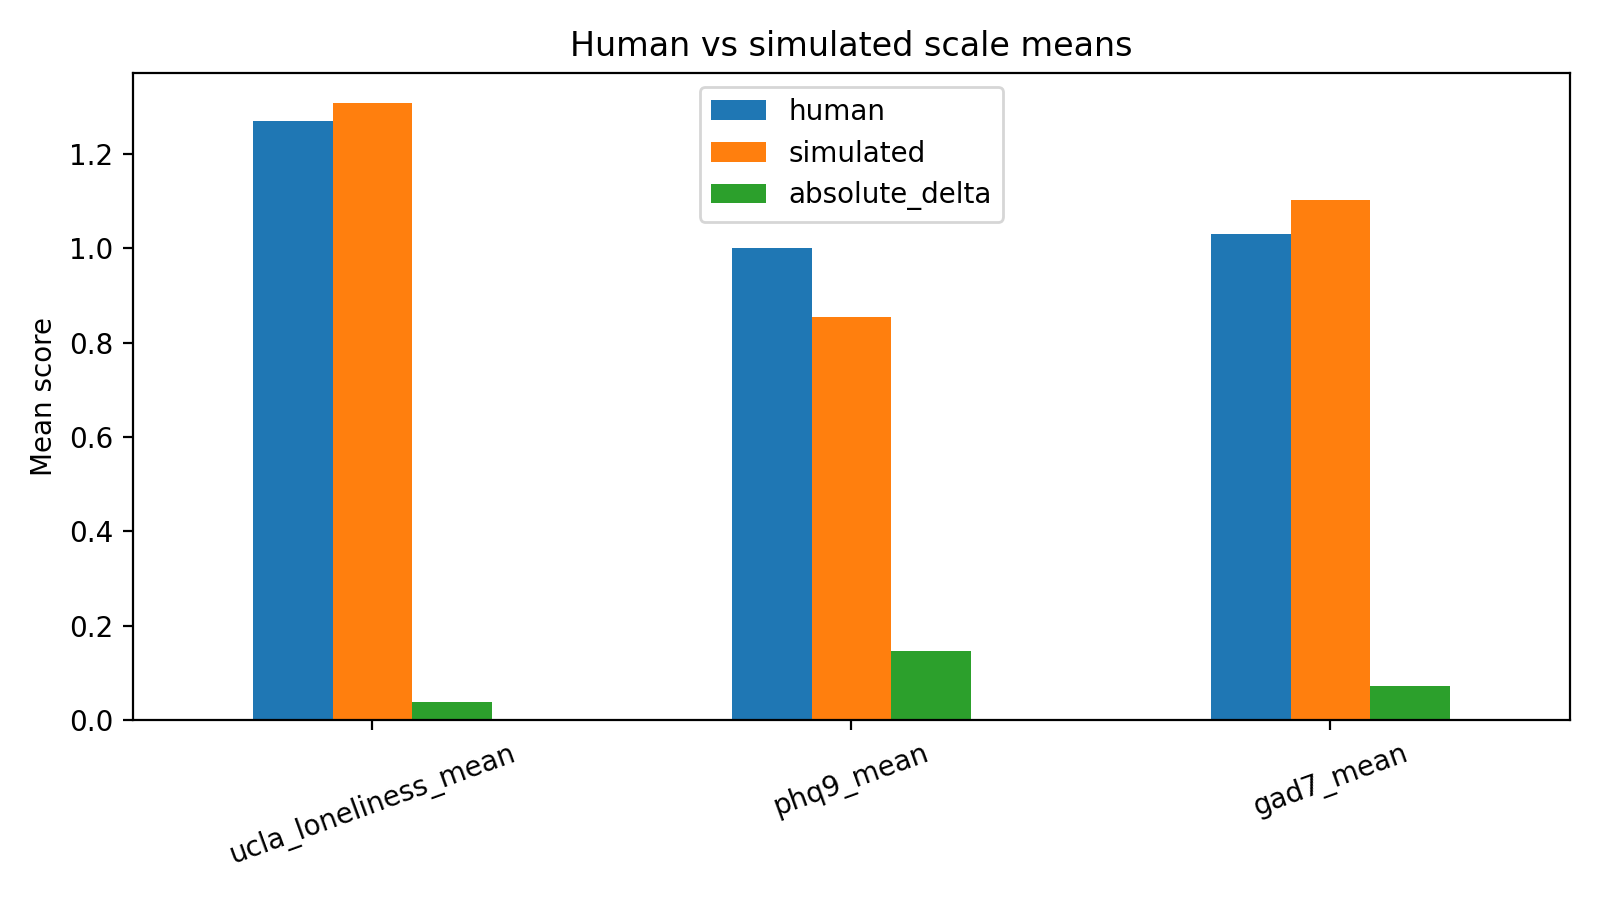 Human vs simulated scale means
human
simulated
absolute_delta
Mean score
1.2
1.0
0.8
0.6
0.4
0.2
0.0
ucla_loneliness_mean
phq9_mean
gad7_mean